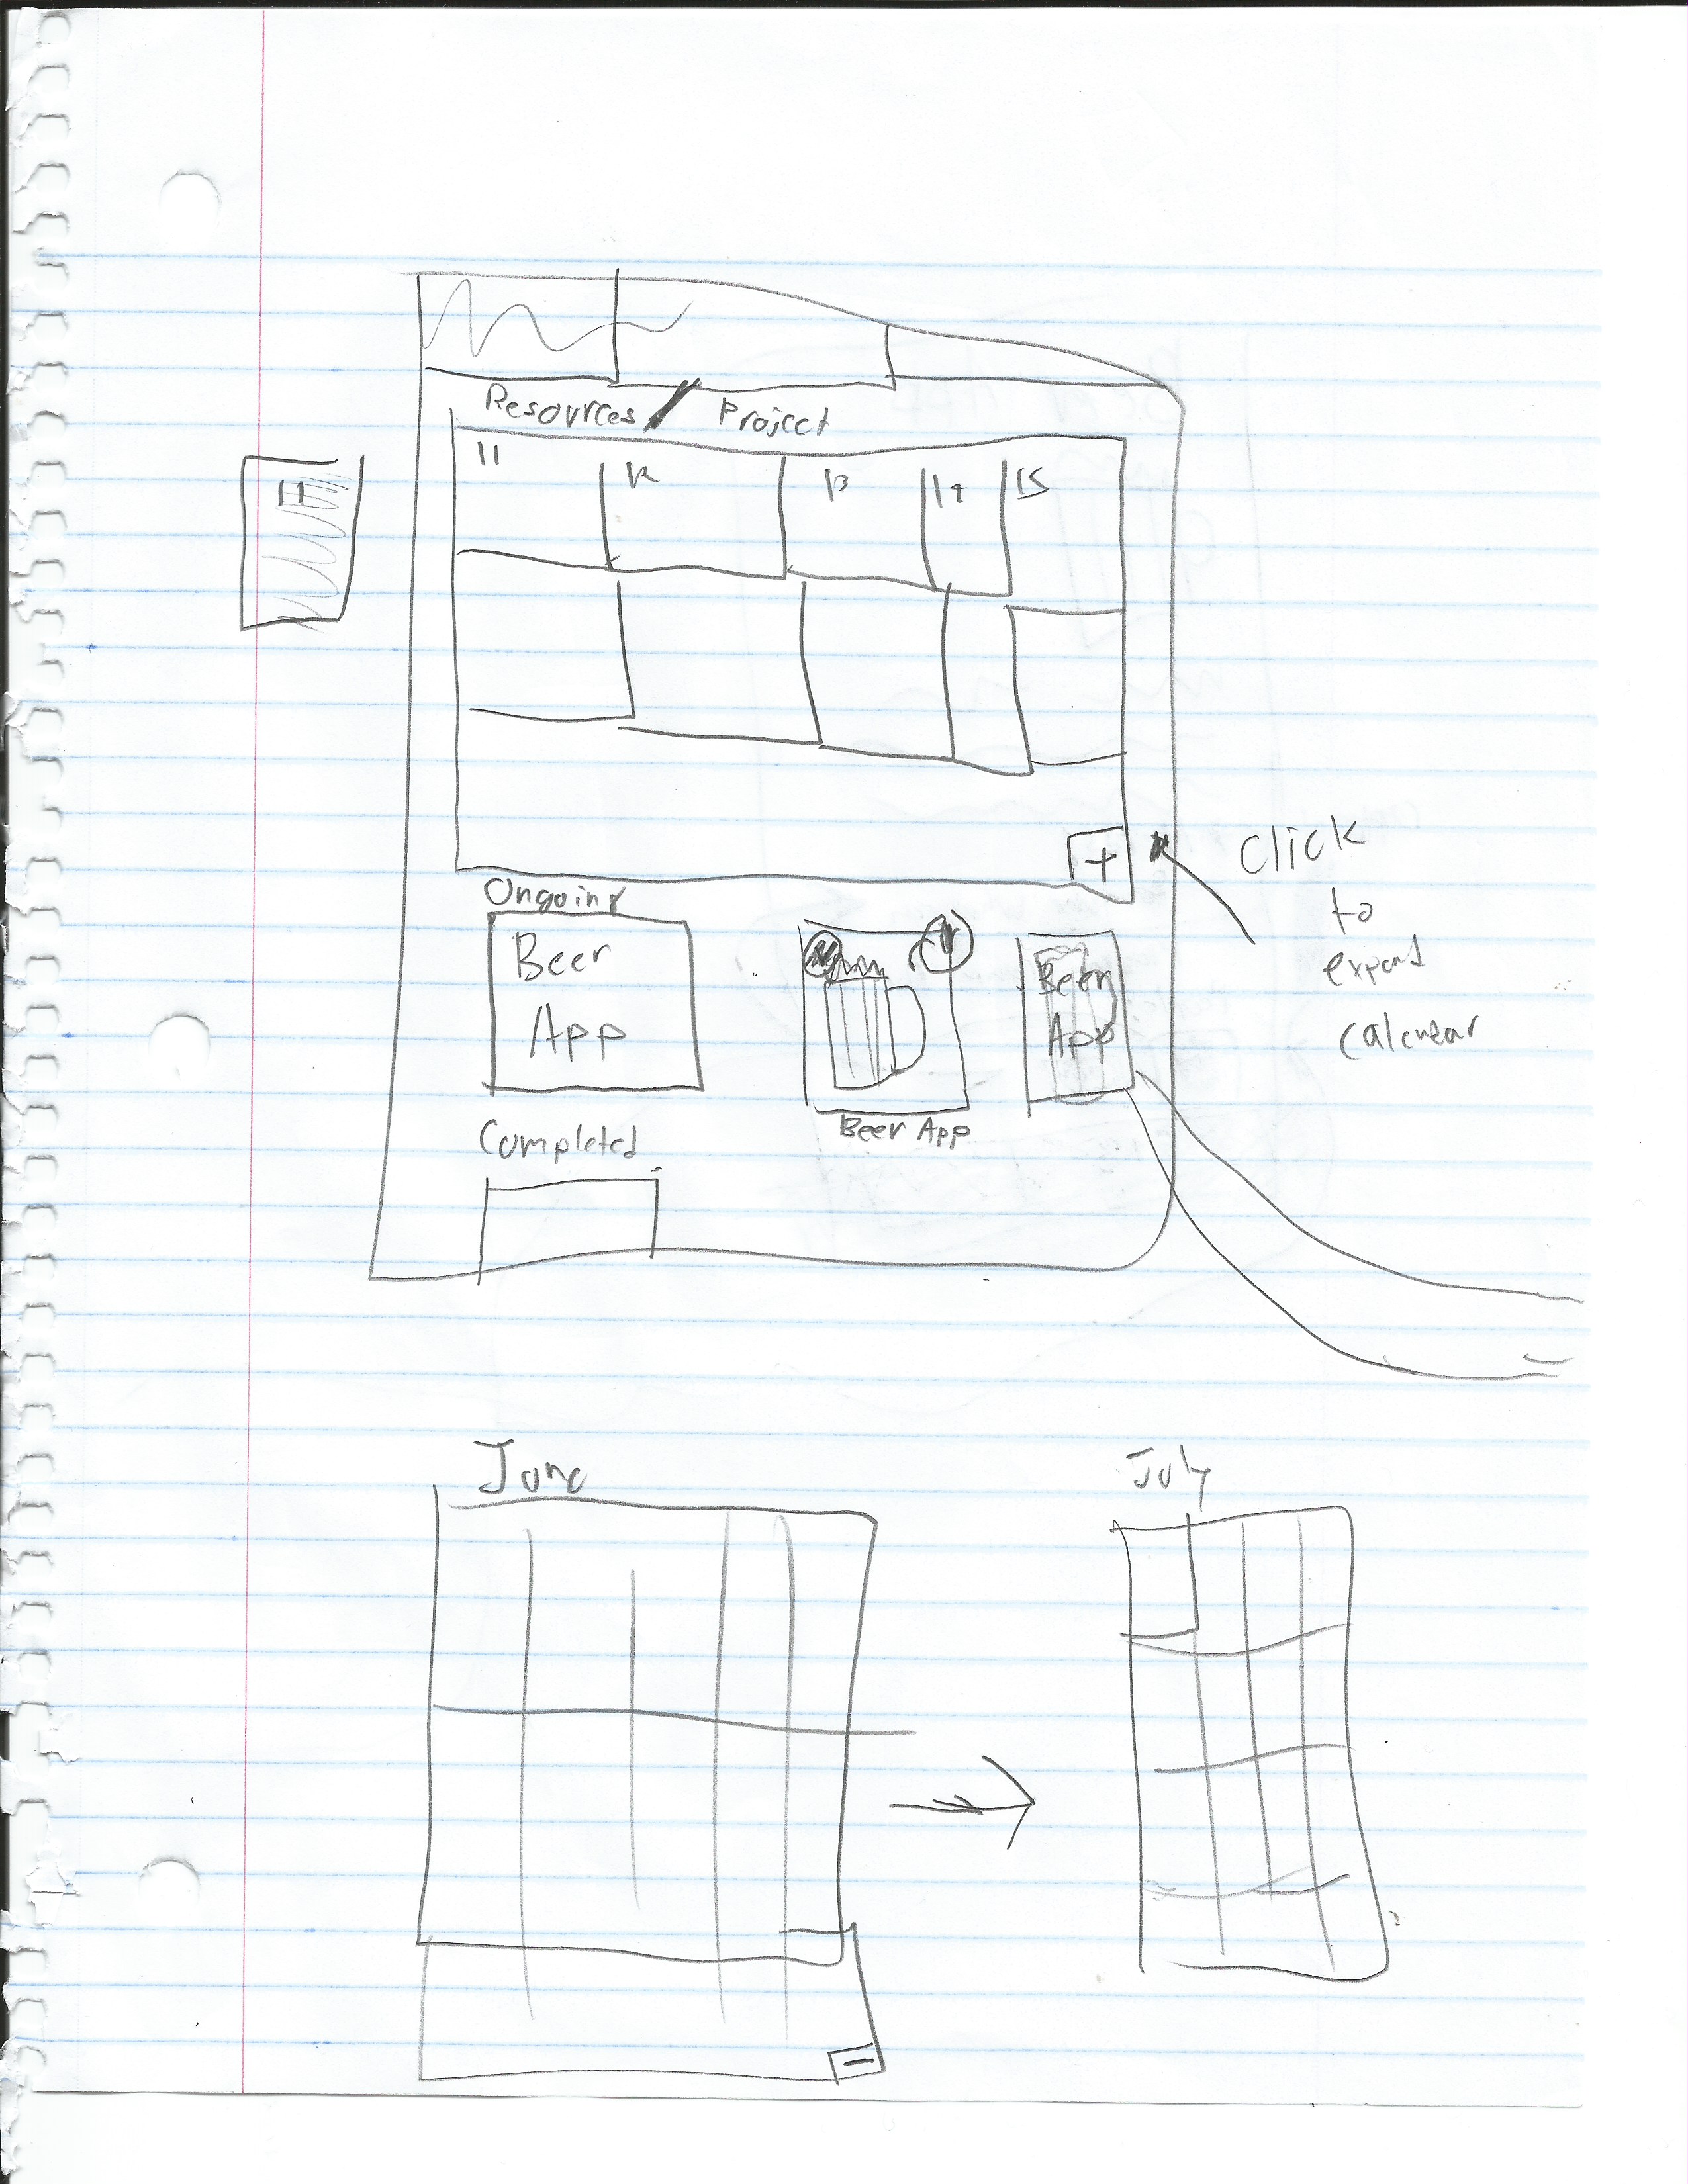 Resources / Project
11
11 12 13 14 15
+
Click
to
expand
calendar
Ongoing
Beer
App
Beer App
Beer
App
Completed
June
July
-